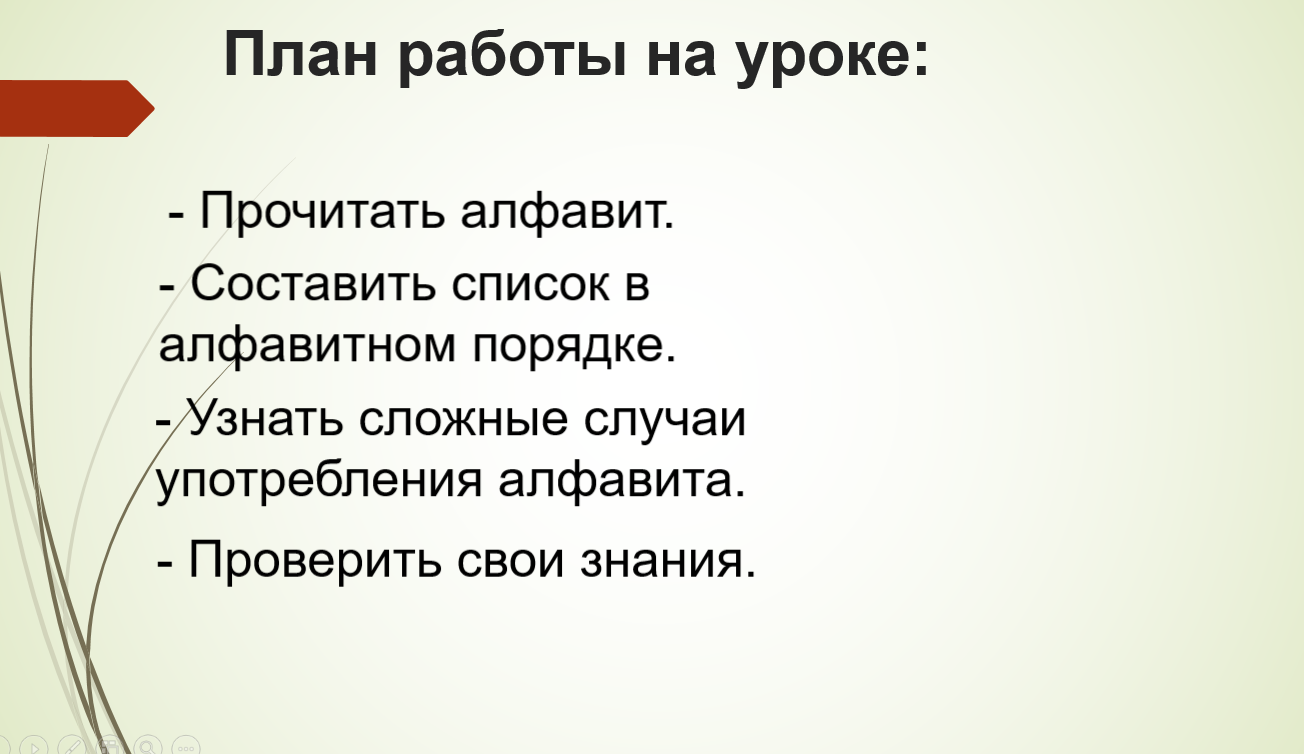 План работы на уроке:
- Прочитать алфавит.
- Составить список в
алфавитном порядке.
- Узнать сложные случаи
употребления алфавита.
- Проверить свои знания.